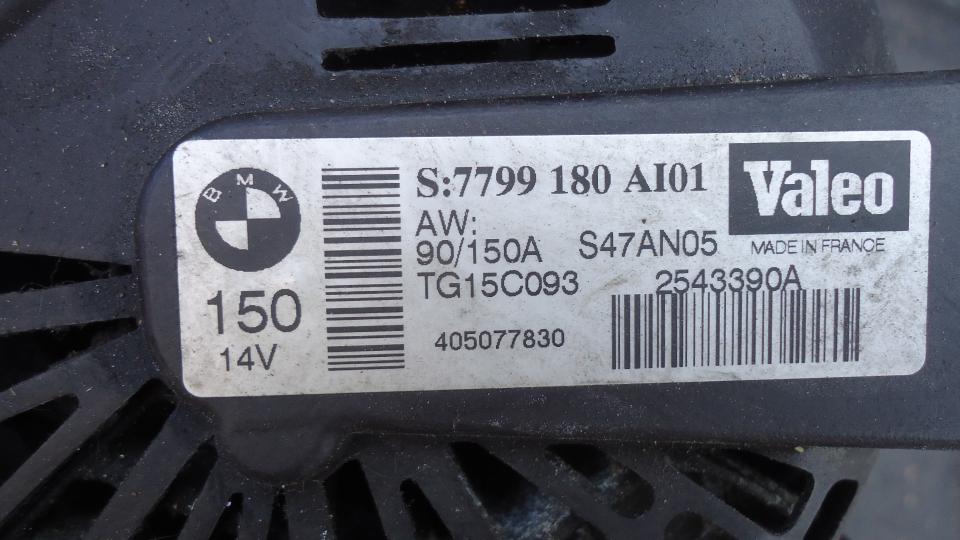 BMW
150
14V
S:7799 180 AI01
AW:
90/150A S47AN05
TG15C093 2543390A
405077830
Valeo
MADE IN FRANCE